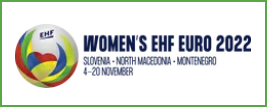 EHF
WOMEN'S EHF EURO 2022
SLOVENIA • NORTH MACEDONIA • MONTENEGRO
4-20 NOVEMBER